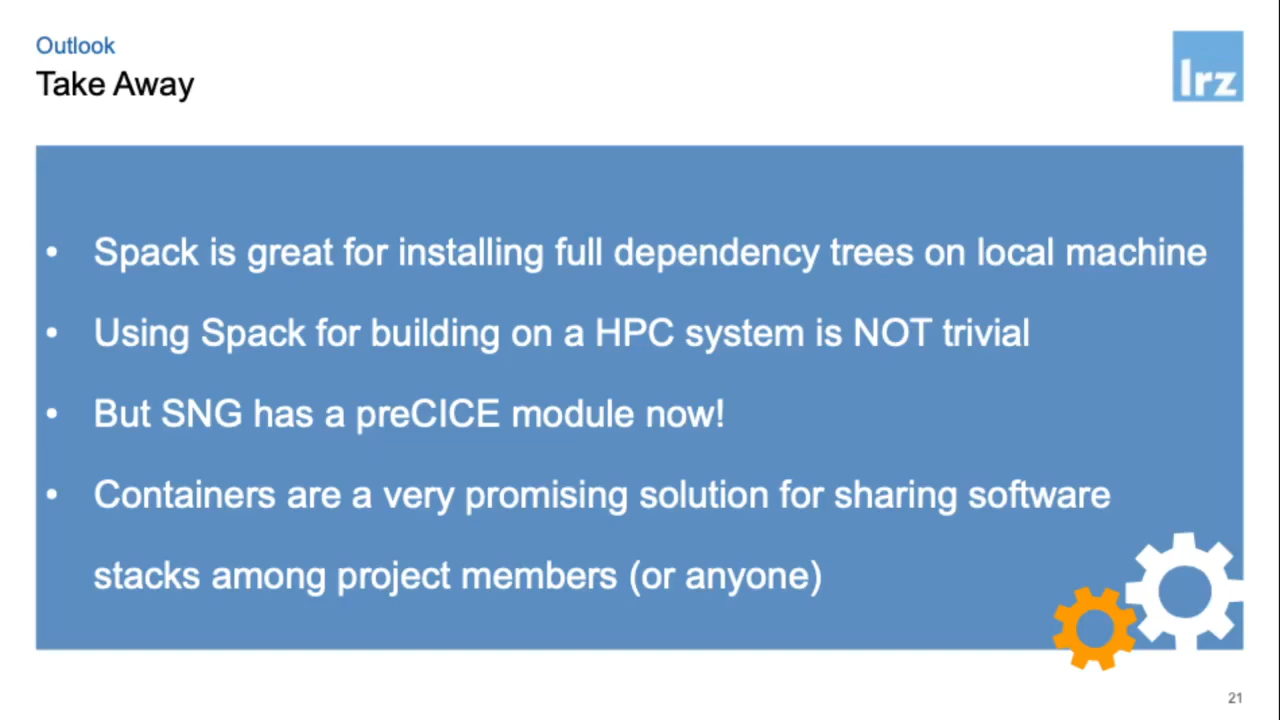 Outlook
Take Away
lrz
• Spack is great for installing full dependency trees on local machine
• Using Spack for building on a HPC system is NOT trivial
• But SNG has a preCICE module now!
• Containers are a very promising solution for sharing software
stacks among project members (or anyone)
21